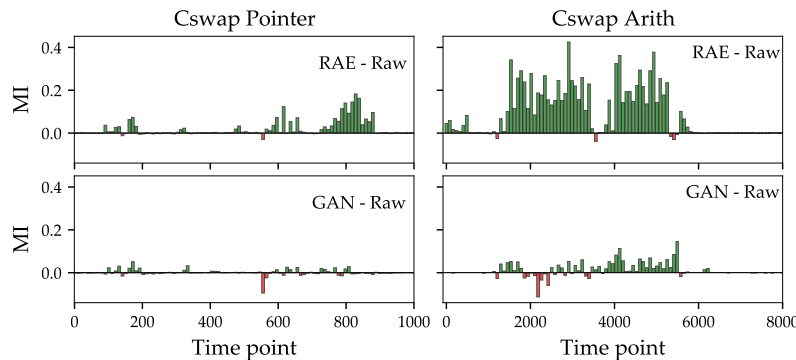 Cswap Pointer
Cswap Arith
MI
0.4
0.2
0.0
RAE - Raw
RAE - Raw
MI
0.4
0.2
0.0
GAN - Raw
GAN - Raw
0 200 400 600 800 1000
0 2000 4000 6000 8000
Time point
Time point